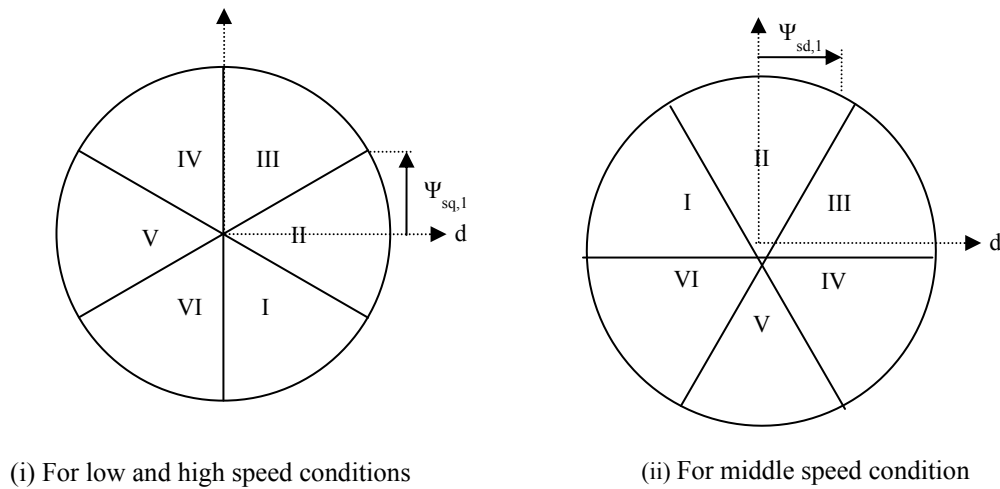 IV III
V II
VI I
Ψsq,1
d
(i) For low and high speed conditions
Ψsd,1
II
I III
VI IV
V
d
(ii) For middle speed condition